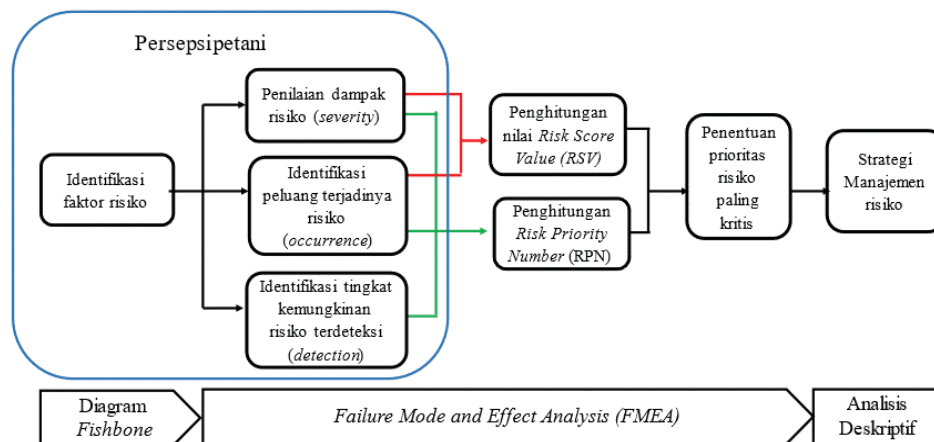 Persepsipetani
Identifikasi
faktor risiko
Penilaian dampak
risiko (severity)
Identifikasi
peluang terjadinya
risiko
(occurrence)
Identifikasi tingkat
kemungkinan
risiko terdeteksi
(detection)
Penghitungan
nilai Risk Score
Value (RSV)
Penghitungan
Risk Priority
Number (RPN)
Penentuan
prioritas
risiko
paling
kritis
Strategi
Manajemen
risiko
Diagram
Fishbone
Failure Mode and Effect Analysis (FMEA)
Analisis
Deskriptif